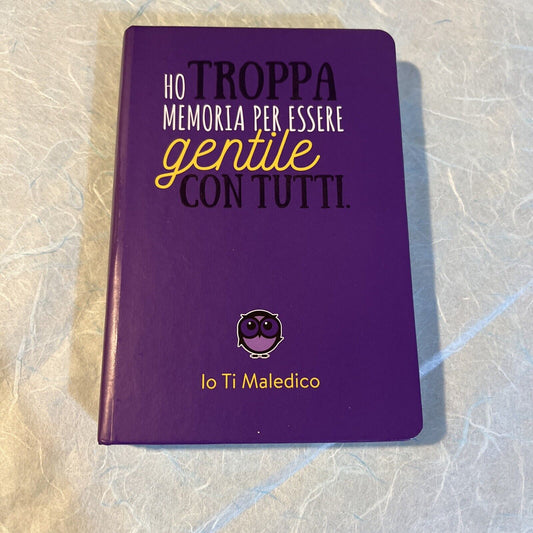 HO TROPPA
MEMORIA PER ESSERE
gentile
CON TUTTI.
Io Ti Maledico